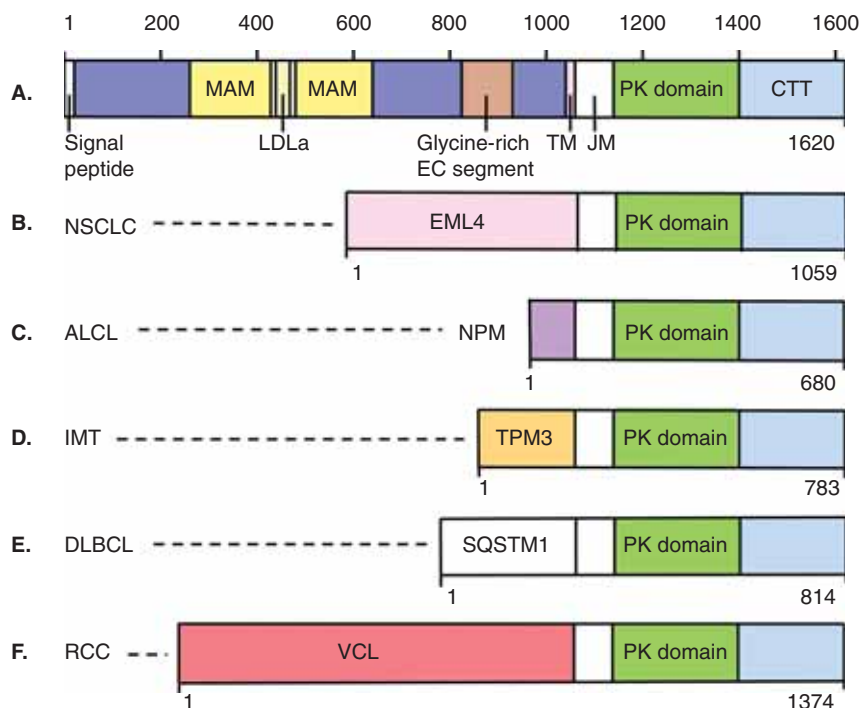 1 200 400 600 800 1000 1200 1400 1600
A. MAM MAM PK domain CTT
Signal peptide LDLa Glycine-rich EC segment TM JM 1620
B. NSCLC EML4 PK domain
1 1059
C. ALCL NPM PK domain
1 680
D. IMT TPM3 PK domain
1 783
E. DLBCL SQSTM1 PK domain
1 814
F. RCC VCL PK domain
1 1374